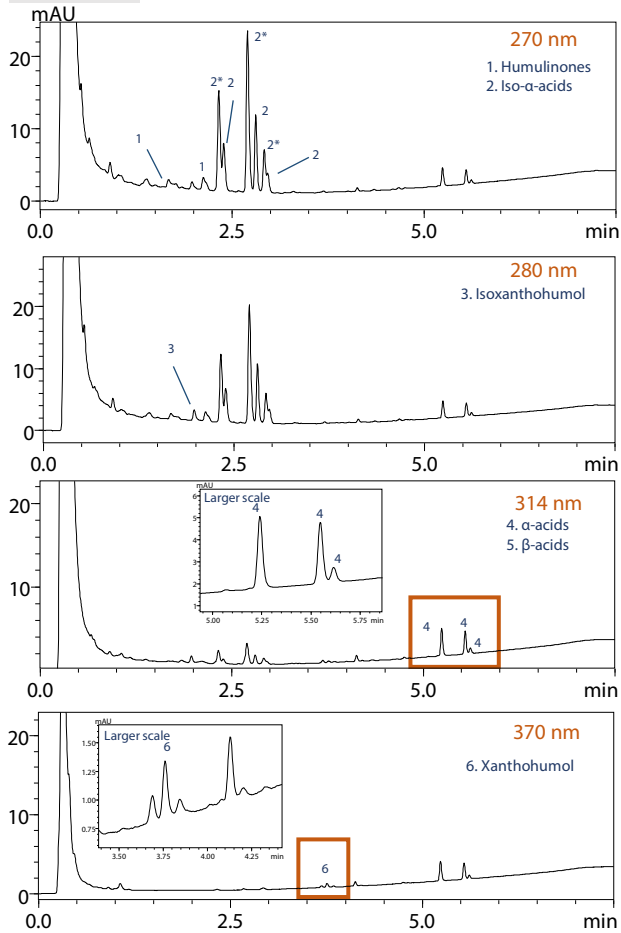 mAU
270 nm
1. Humulinones
2. Iso-α-acids
20
10
0
1
1
2*
2
2*
2
2*
2
0.0
2.5
5.0
min
280 nm
3. Isoxanthohumol
20
10
0
3
0.0
2.5
5.0
min
314 nm
4. α-acids
5. β-acids
20
10
mAU
Larger scale
6
5
4
3
2
1
4
4
4
5.00
5.25
5.50
5.75
min
4
4
4
0.0
2.5
5.0
min
370 nm
6. Xanthohumol
20
10
0
mAU
Larger scale
6
1.50
1.25
1.00
0.75
3.50
3.75
4.00
4.25
min
6
0.0
2.5
5.0
min